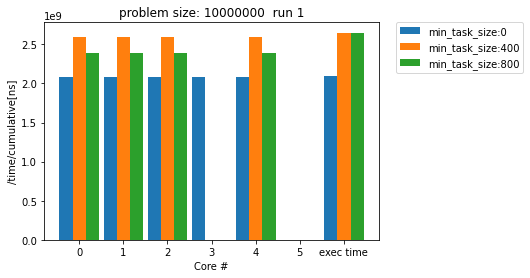 problem size: 10000000  run 1
1e9
/time/cumulative[ns]
2.5
2.0
1.5
1.0
0.5
0.0
0 1 2 3 4 5 exec time
Core #
min_task_size:0
min_task_size:400
min_task_size:800